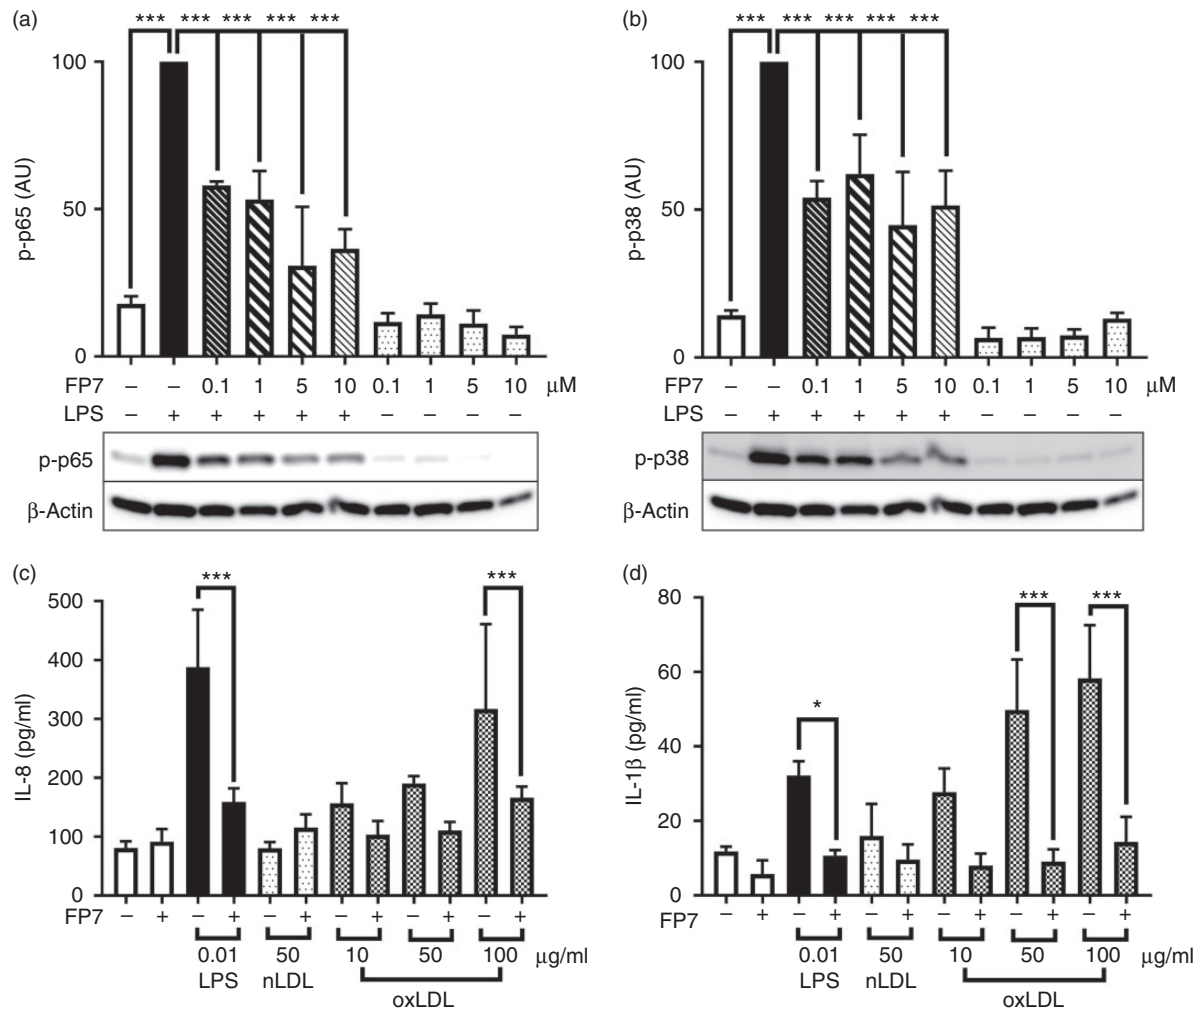 (a)
*** *** *** *** ***
100
50
0
p-p65 (AU)
FP7 – – 0.1 1 5 10 0.1 1 5 10 μM
LPS – + + + + + – – – –
p-p65
β-Actin
(b)
*** *** *** *** ***
100
50
0
p-p38 (AU)
FP7 – – 0.1 1 5 10 0.1 1 5 10
LPS – + + + + + – – – –
p-p38
β-Actin
(c)
*** ***
500
400
300
200
100
0
IL-8 (pg/ml)
FP7 – + – + – + – + – + – +
0.01 50 10 50 100 μg/ml
LPS nLDL
oxLDL
(d)
*** ***
*
80
60
40
20
0
IL-1β (pg/ml)
FP7 – + – + – + – + – + – +
0.01 50 10 50 100 μg/ml
LPS nLDL
oxLDL